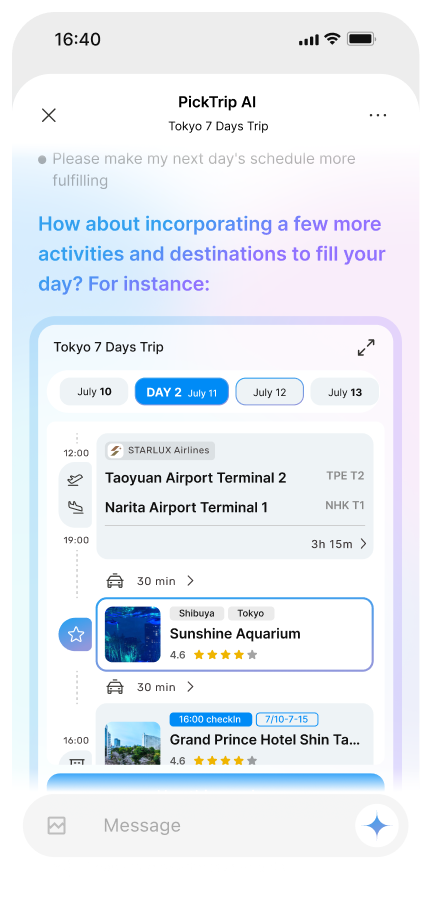 16:40
PickTrip AI
Tokyo 7 Days Trip
Please make my next day's schedule more
fulfilling
How about incorporating a few more
activities and destinations to fill your
day? For instance:
Tokyo 7 Days Trip
July 10
DAY 2 July 11
July 12
July 13
12:00
STARLUX Airlines
Taoyuan Airport Terminal 2
TPE T2
Narita Airport Terminal 1
NHK T1
19:00
3h 15m
30 min
Shibuya
Tokyo
Sunshine Aquarium
4.6
30 min
16:00 checkin
7/10-7-15
16:00
Grand Prince Hotel Shin Ta...
4.6
Message